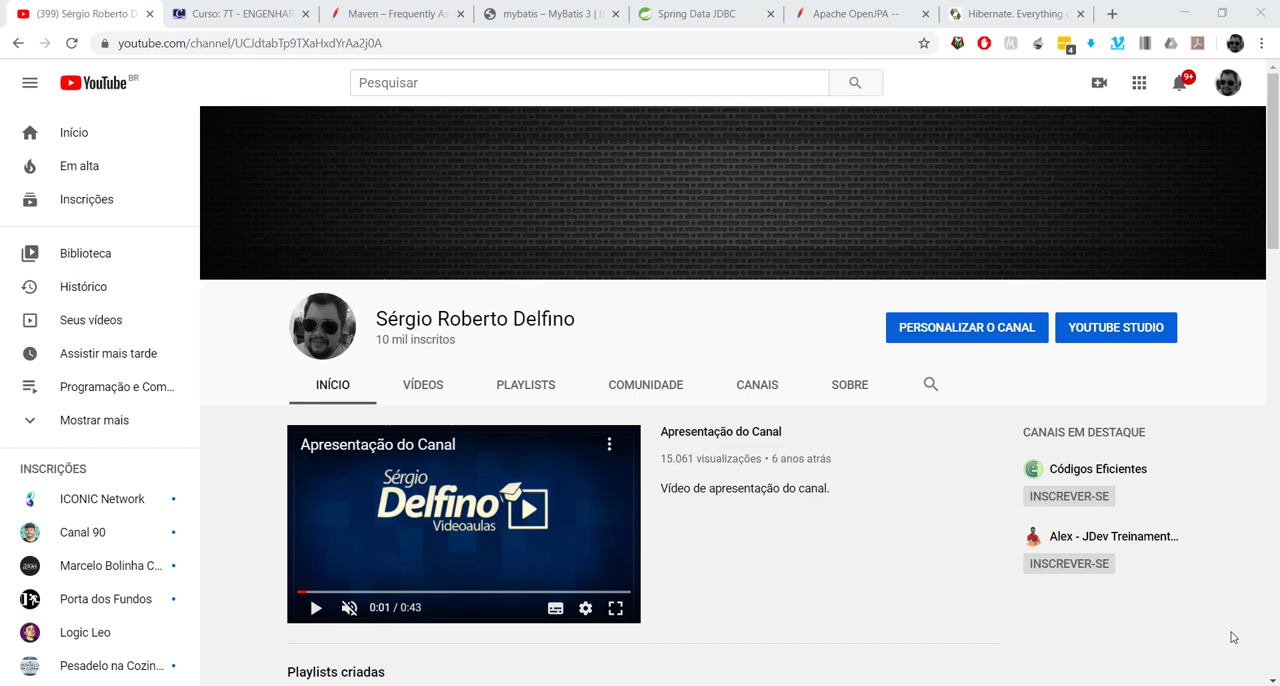 (399) Sérgio Roberto D
Curso: 7T - ENGENHAR
Maven – Frequently As
mybatis – MyBatis 3 | I
Spring Data JDBC
Apache OpenJPA --
Hibernate. Everything
youtube.com/channel/UCJdtabTp9TXaHxdYrAa2j0A
4
YouTube BR
Pesquisar
9+
Início
Em alta
Inscrições
Biblioteca
Histórico
Seus vídeos
Assistir mais tarde
Programação e Com...
Mostrar mais
INSCRIÇÕES
ICONIC Network
Canal 90
Marcelo Bolinha C...
Porta dos Fundos
Logic Leo
Pesadelo na Cozin...
Sérgio Roberto Delfino
10 mil inscritos
PERSONALIZAR O CANAL
YOUTUBE STUDIO
INÍCIO
VÍDEOS
PLAYLISTS
COMUNIDADE
CANAIS
SOBRE
Apresentação do Canal
Sérgio
Delfino
Videoaulas
0:01 / 0:43
Apresentação do Canal
15.061 visualizações • 6 anos atrás
Vídeo de apresentação do canal.
CANAIS EM DESTAQUE
Códigos Eficientes
INSCREVER-SE
Alex - JDev Treinament...
INSCREVER-SE
Playlists criadas